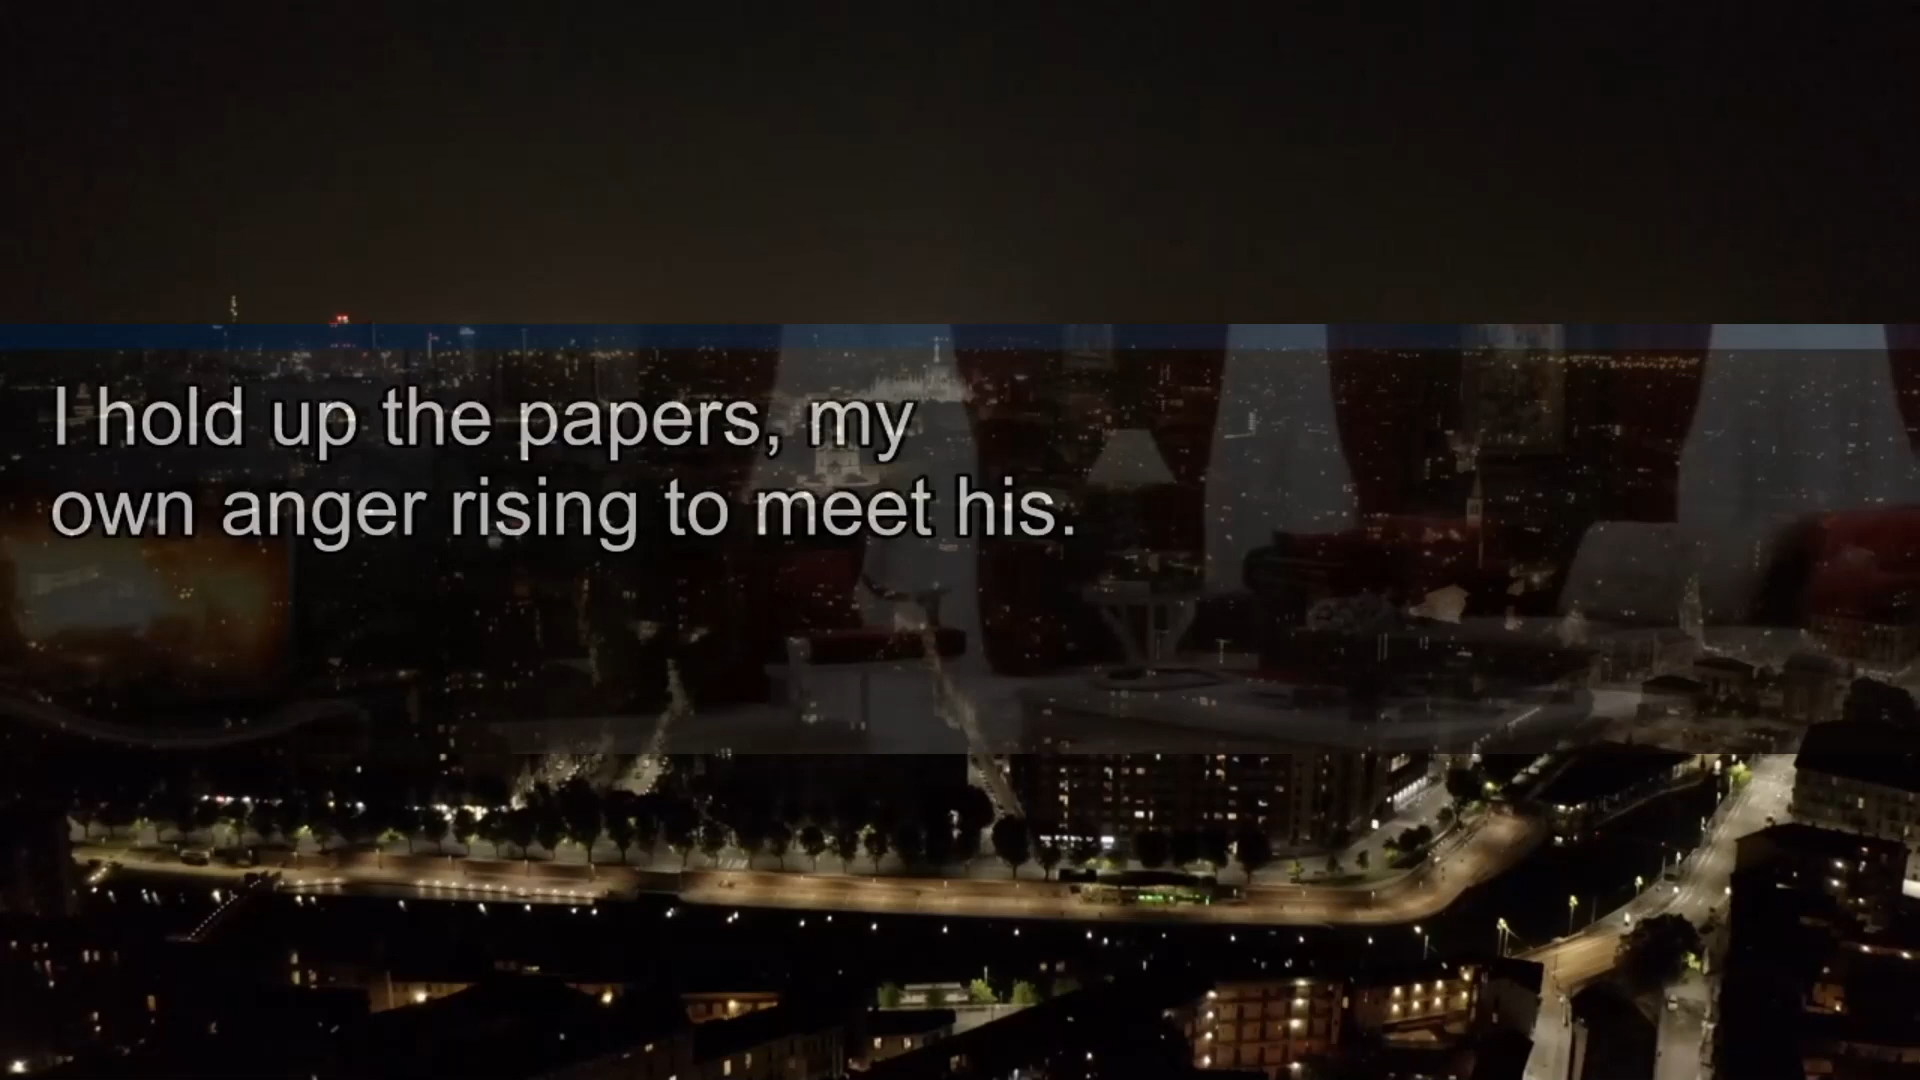 I hold up the papers, my
own anger rising to meet his.